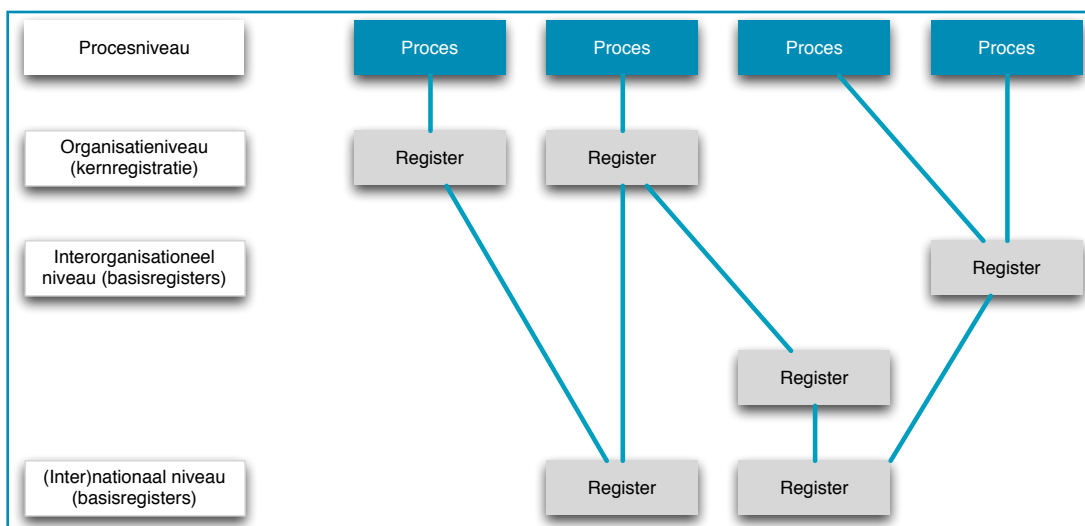 Procesniveau
Proces
Proces
Proces
Proces
Organisatieniveau
(kernregistratie)
Register
Register
Interorganisationeel
niveau (basisregisters)
Register
Register
(Inter)nationaal niveau
(basisregisters)
Register
Register